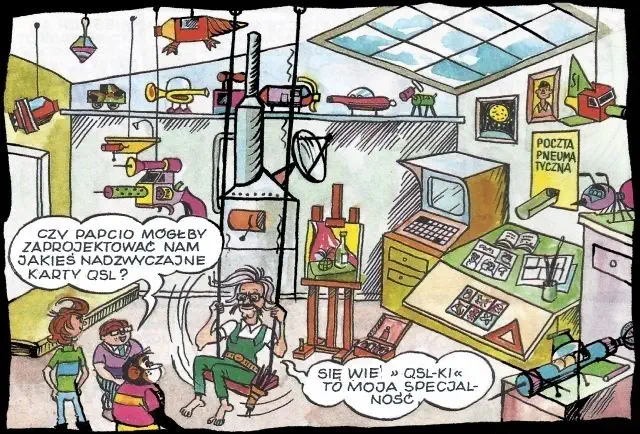 POCZTA
PNEUMA
TYCZNA
CZY PAPCIO MÓGŁBY
ZAPROJEKTOWAĆ NAM
JAKIEŚ NADZWYCZAJNE
KARTY QSL?
SIĘ WIE! » QSL-KI«
TO MOJA SPECJAL-
NOŚĆ